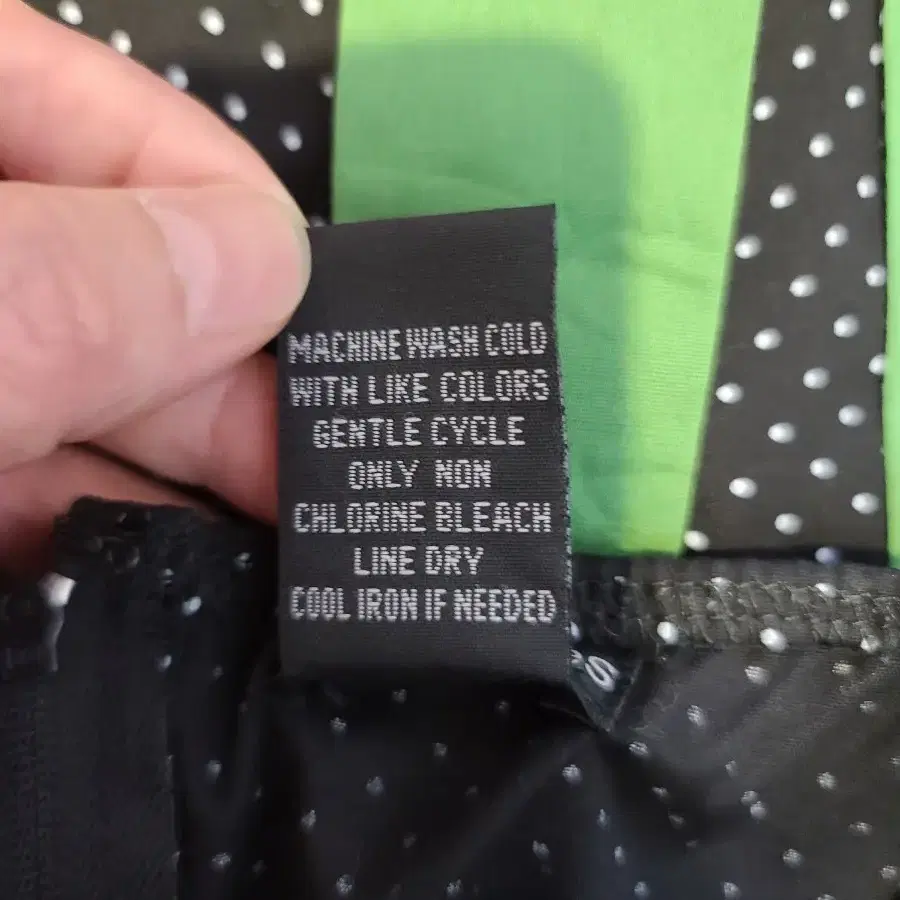 MACHINE WASH COLD
WITH LIKE COLORS
GENTLE CYCLE
ONLY NON
CHLORINE BLEACH
LINE DRY
COOL IRON IF NEEDED